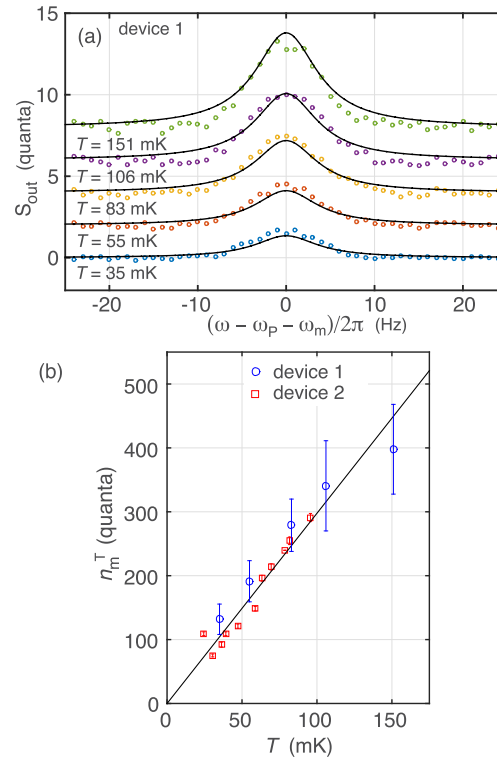 (a) device 1
15
10
5
0
S_out (quanta)
T = 151 mK
T = 106 mK
T = 83 mK
T = 55 mK
T = 35 mK
-20 -10 0 10 20
(ω − ω_P − ω_m)/2π (Hz)
(b)
device 1
device 2
500
400
300
200
100
0
n_m^T (quanta)
0 50 100 150
T (mK)